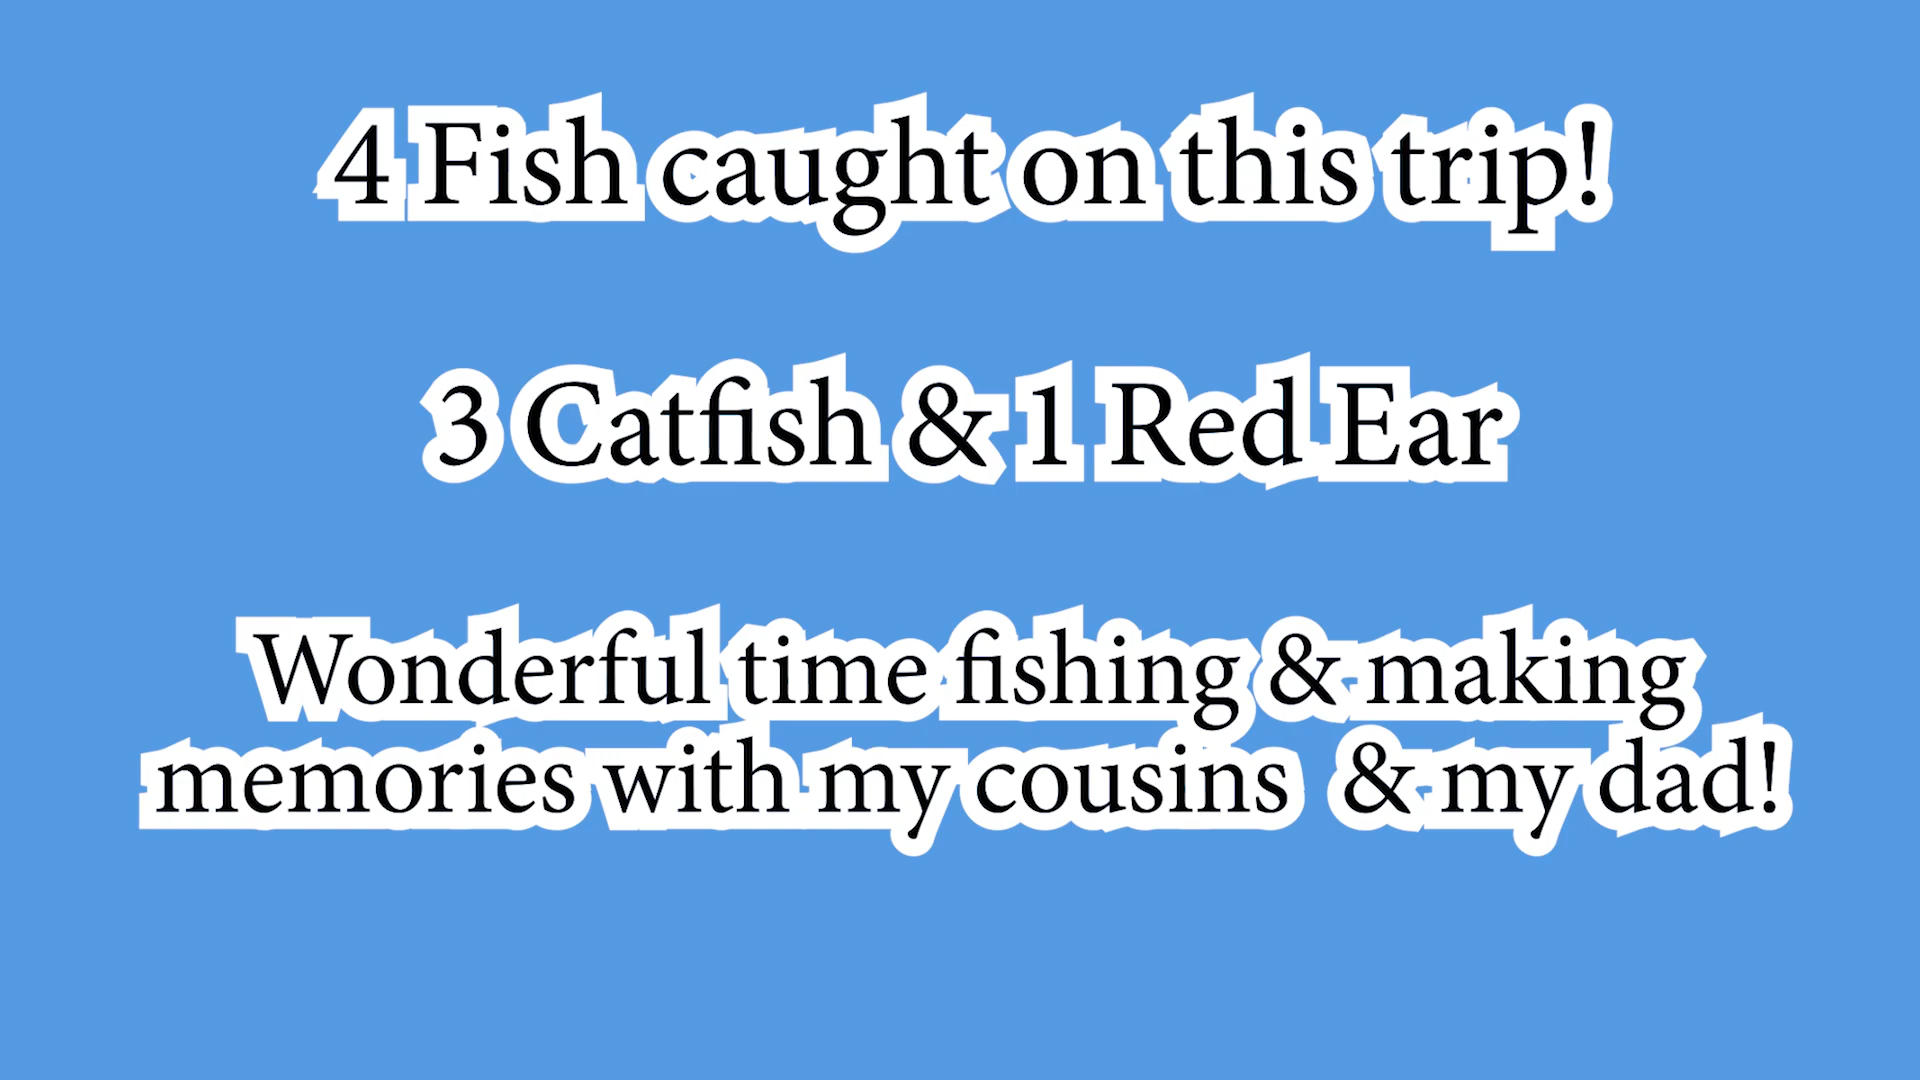 4 Fish caught on this trip!
3 Catfish & 1 Red Ear
Wonderful time fishing & making
memories with my cousins  & my dad!